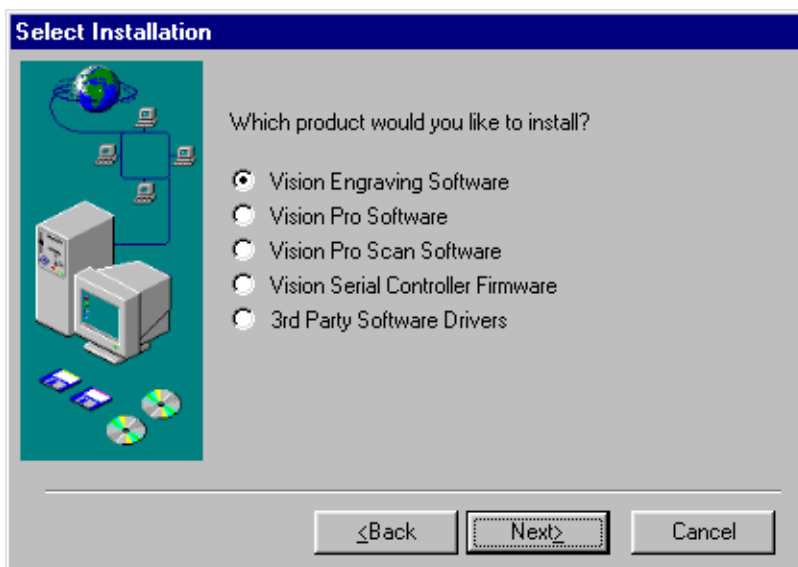 Select Installation
Which product would you like to install?
Vision Engraving Software
Vision Pro Software
Vision Pro Scan Software
Vision Serial Controller Firmware
3rd Party Software Drivers
<Back
Next>
Cancel